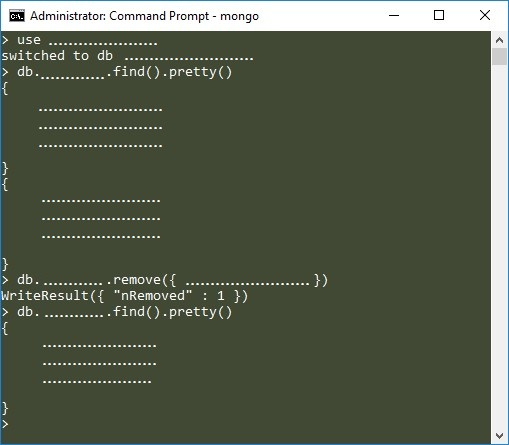 Administrator: Command Prompt - mongo
> use ......................
switched to db ..........................
> db. ............. .find().pretty()
{
.........................
.........................
.........................
}
{
........................
........................
........................
}
> db. ............ .remove({ ......................... })
WriteResult({ "nRemoved" : 1 })
> db. ............ .find().pretty()
{
.......................
.......................
......................
}
>